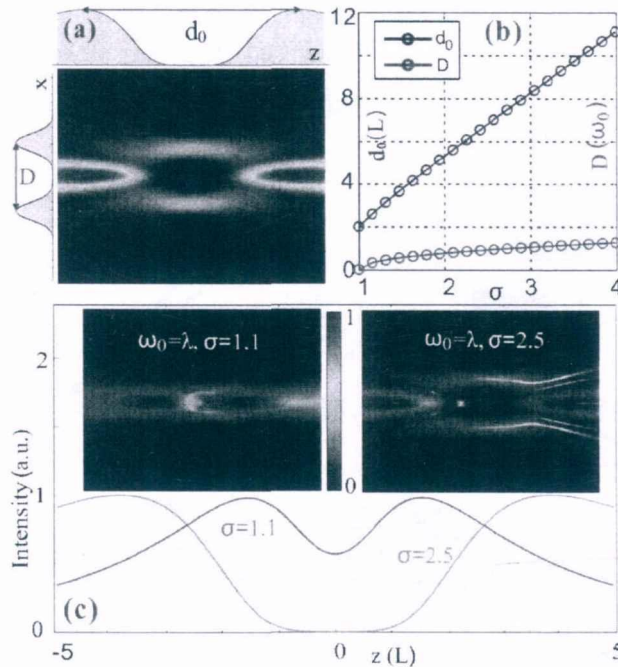 (a)
d₀
z
x
D
(b)
d₀
D
d₀(L)
D (ω₀)
12
8
4
0
1
2
3
4
σ
ω₀=λ, σ=1.1
1
0
ω₀=λ, σ=2.5
Intensity (a.u.)
2
1
0
σ=1.1
σ=2.5
(c)
-5
0
5
z (L)